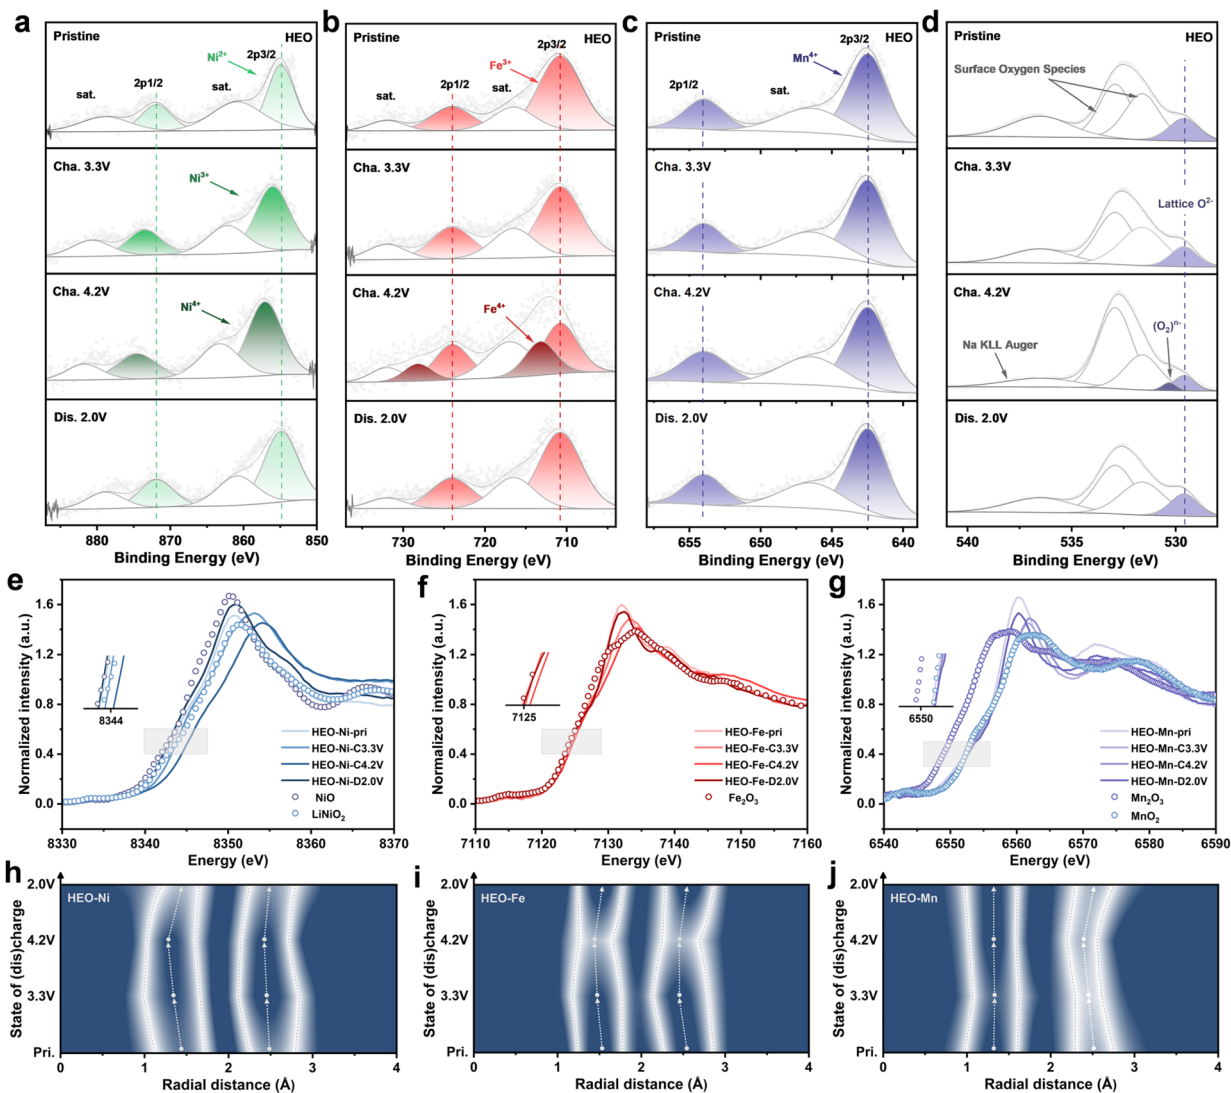 a
Pristine
HEO
Ni2+
2p3/2
2p1/2
sat.
sat.
Cha. 3.3V
Ni3+
Cha. 4.2V
Ni4+
Dis. 2.0V
880 870 860 850
Binding Energy (eV)
b
Pristine
HEO
2p3/2
Fe3+
2p1/2
sat.
sat.
Cha. 3.3V
Cha. 4.2V
Fe4+
Dis. 2.0V
730 720 710
Binding Energy (eV)
c
Pristine
HEO
2p3/2
Mn4+
2p1/2
sat.
Cha. 3.3V
Cha. 4.2V
Dis. 2.0V
655 650 645 640
Binding Energy (eV)
d
Pristine
HEO
Surface Oxygen Species
Cha. 3.3V
Lattice O2-
Cha. 4.2V
(O2)n-
Na KLL Auger
Dis. 2.0V
540 535 530
Binding Energy (eV)
e
Normalized intensity (a.u.)
1.6
1.2
0.8
0.4
0.0
8344
HEO-Ni-pri
HEO-Ni-C3.3V
HEO-Ni-C4.2V
HEO-Ni-D2.0V
NiO
LiNiO2
8330 8340 8350 8360 8370
Energy (eV)
f
Normalized intensity (a.u.)
1.6
1.2
0.8
0.4
0.0
7125
HEO-Fe-pri
HEO-Fe-C3.3V
HEO-Fe-C4.2V
HEO-Fe-D2.0V
Fe2O3
7110 7120 7130 7140 7150 7160
Energy (eV)
g
Normalized intensity (a.u.)
1.6
1.2
0.8
0.4
0.0
6550
HEO-Mn-pri
HEO-Mn-C3.3V
HEO-Mn-C4.2V
HEO-Mn-D2.0V
Mn2O3
MnO2
6540 6550 6560 6570 6580 6590
Energy (eV)
h
State of (dis)charge
2.0V
4.2V
3.3V
Pri.
HEO-Ni
0 1 2 3 4
Radial distance (Å)
i
State of (dis)charge
2.0V
4.2V
3.3V
Pri.
HEO-Fe
0 1 2 3 4
Radial distance (Å)
j
State of (dis)charge
2.0V
4.2V
3.3V
Pri.
HEO-Mn
0 1 2 3 4
Radial distance (Å)